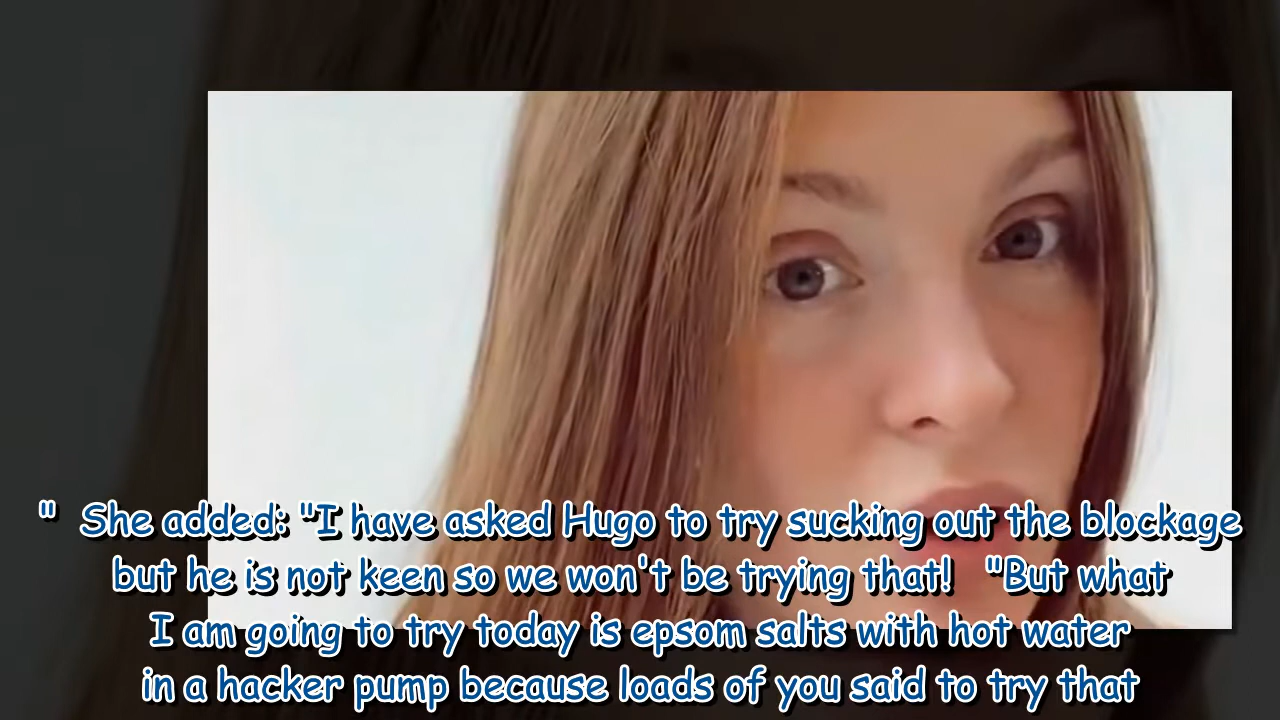 "  She added: "I have asked Hugo to try sucking out the blockage
but he is not keen so we won't be trying that!   "But what
I am going to try today is epsom salts with hot water
in a hacker pump because loads of you said to try that